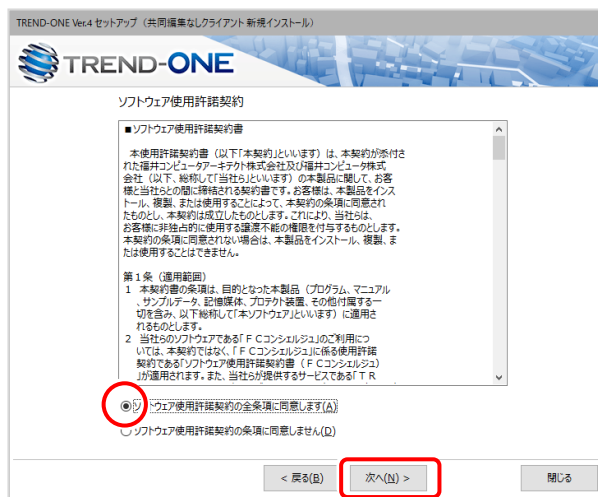 TREND-ONE Ver.4 セットアップ（共同編集なしクライアント 新規インストール）
TREND-ONE
ソフトウェア使用許諾契約
■ソフトウェア使用許諾契約書
本使用許諾契約書（以下「本契約」といいます）は、本契約が添付さ
れた福井コンピュータアーキテクト株式会社及び福井コンピュータ株式
会社（以下、総称して「当社ら」といいます）の本製品に関して、お客
様と当社らとの間に締結される契約書です。お客様は、本製品をインス
トール、複製、または使用することによって、本契約の条項に同意され
たものとし、本契約は成立したものとします。これにより、当社らは、
お客様に非独占的に使用する譲渡不能の権限を付与するものとします。
本契約の条項に同意されない場合は、本製品をインストール、複製、ま
たは使用することはできません。
第１条（適用範囲）
１ 本契約書の条項は、目的となった本製品（プログラム、マニュアル
、サンプルデータ、記憶媒体、プロテクト装置、その他付属する一
切を含み、以下総称して「本ソフトウェア」といいます）に適用さ
れるものとします。
２ 当社らのソフトウェアである「ＦＣコンシェルジュ」のご利用につ
いては、本契約ではなく、「ＦＣコンシェルジュ」に係る使用許諾
契約である「ソフトウェア使用許諾契約書（ＦＣコンシェルジュ）
」が適用されます。また、当社らが提供するサービスである「ＴＲ
ソフトウェア使用許諾契約の全条項に同意します(A)
ソフトウェア使用許諾契約の条項に同意しません(D)
< 戻る(B)
次へ(N) >
閉じる